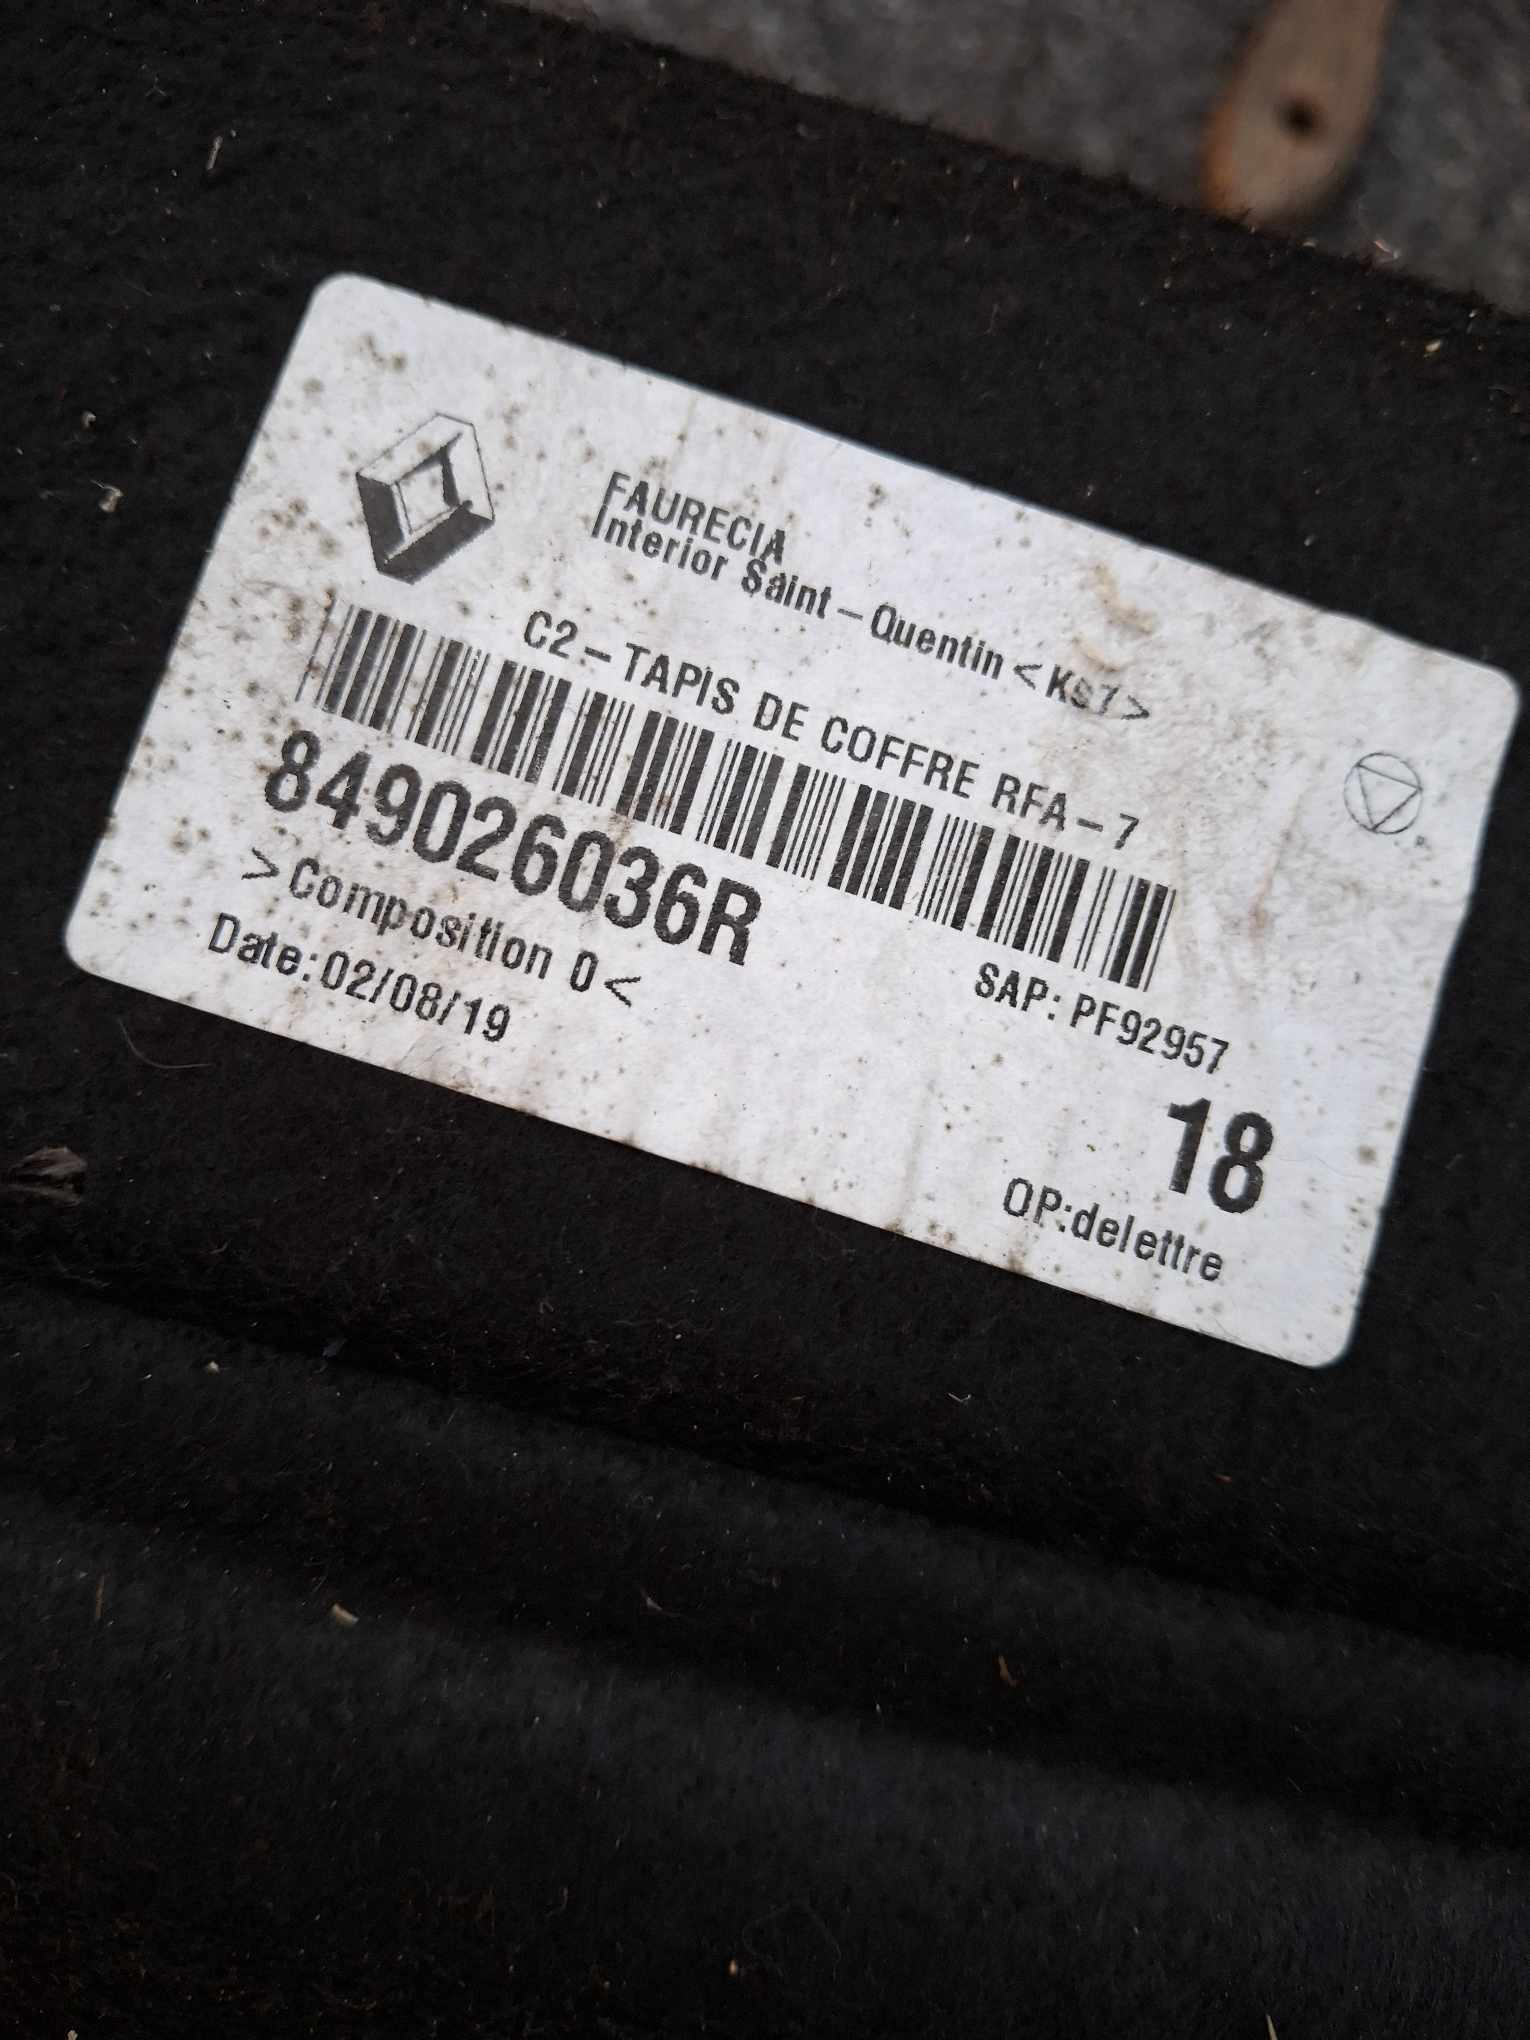 FAURECIA
Interior Saint-Quentin <KS7>
C2-TAPIS DE COFFRE RFA-7
849026036R
>Composition 0<
SAP: PF92957
Date:02/08/19
18
OP:delettre